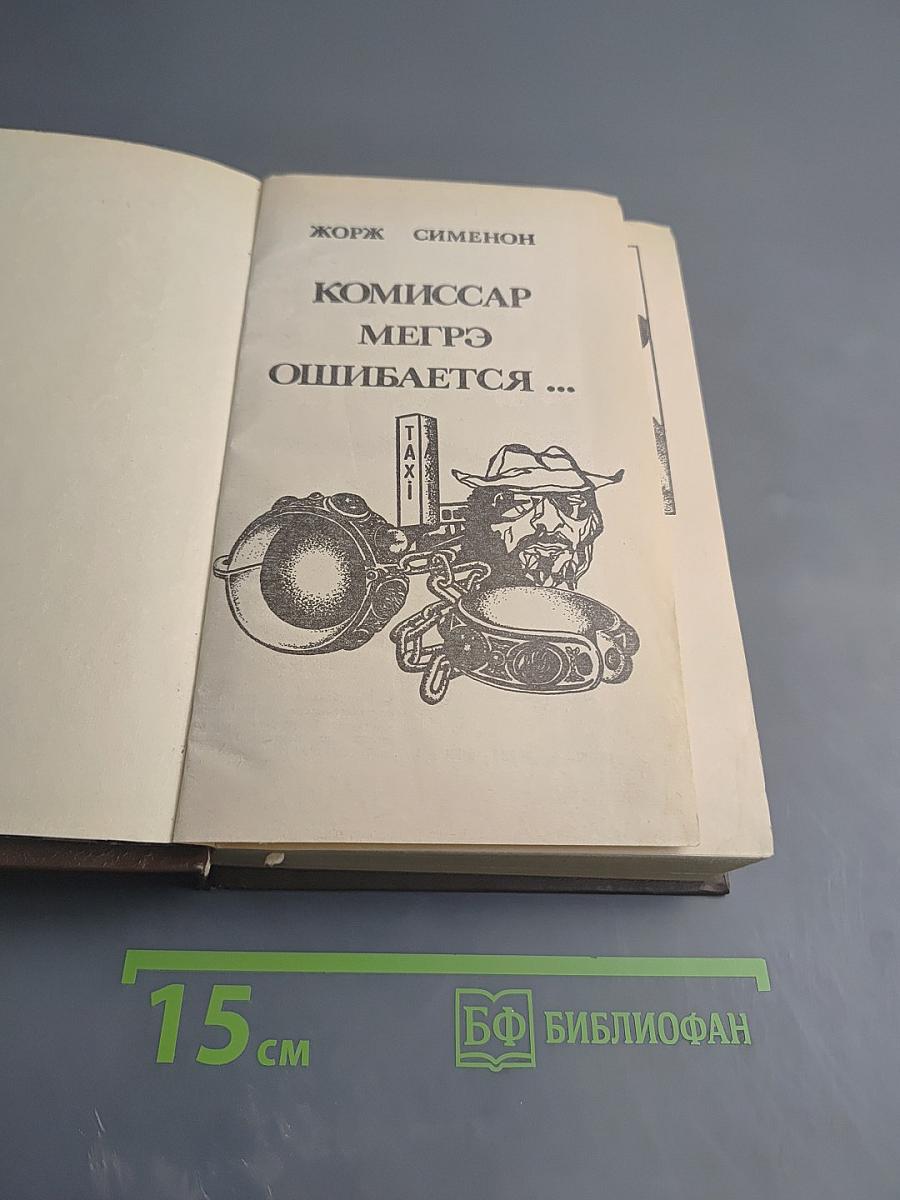 ЖОРЖ СИМЕНОН
КОМИССАР
МЕГРЭ
ОШИБАЕТСЯ ...
TAXi
15 см
БФ БИБЛИОФАН